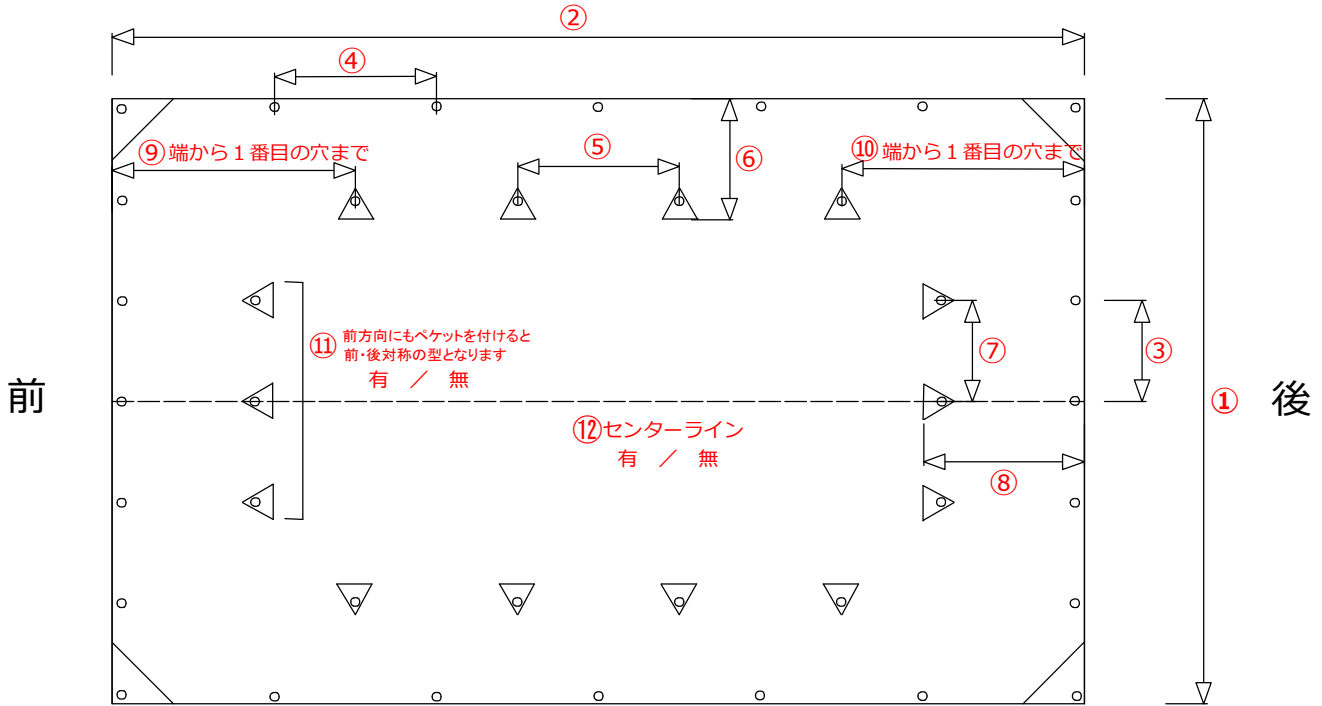 ②
④
⑨端から1番目の穴まで
⑤
⑥
⑩端から1番目の穴まで
⑪ 前方向にもペケットを付けると
前・後対称の型となります
有 / 無
⑦
③
前
①
後
⑫センターライン
有 / 無
⑧